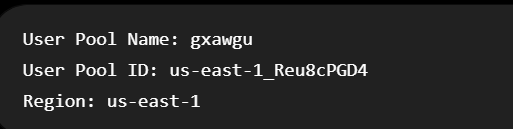 User Pool Name: gxawgu
User Pool ID: us-east-1_Reu8cPGD4
Region: us-east-1